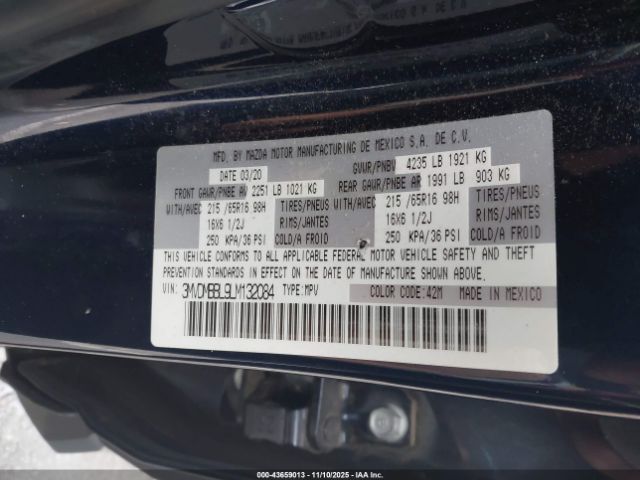 MFD. BY MAZDA MOTOR MANUFACTURING DE MEXICO S.A. DE C.V.
DATE 03/20 GVWR/PNBV 4235 LB 1921 KG
FRONT GAWR/PNBE AV 2251 LB 1021 KG REAR GAWR/PNBE AR 1991 LB 903 KG
WITH/AVEC 215 /65R16 98H TIRES/PNEUS WITH/AVEC 215 /65R16 98H TIRES/PNEUS
16X6 1/2J RIMS/JANTES 16X6 1/2J RIMS/JANTES
250 KPA/36 PSI COLD/A FROID 250 KPA/36 PSI COLD/A FROID
THIS VEHICLE CONFORMS TO ALL APPLICABLE FEDERAL MOTOR VEHICLE SAFETY AND THEFT
PREVENTION STANDARDS IN EFFECT ON THE DATE OF MANUFACTURE SHOWN ABOVE.
VIN: 3MVDMBBL9LM132084 TYPE: MPV COLOR CODE:42M MADE IN MEXICO
000-43659013 - 11/10/2025 - IAAI.com